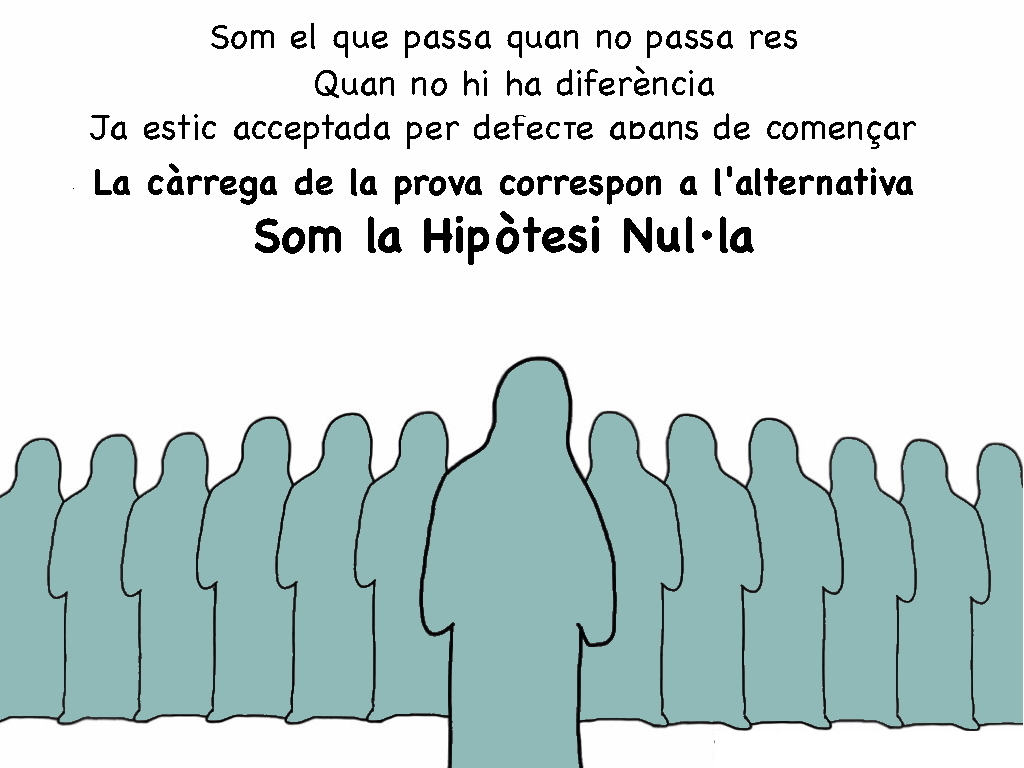 Som el que passa quan no passa res
Quan no hi ha diferència
Ja estic acceptada per defecte abans de començar
La càrrega de la prova correspon a l'alternativa
Som la Hipòtesi Nul·la